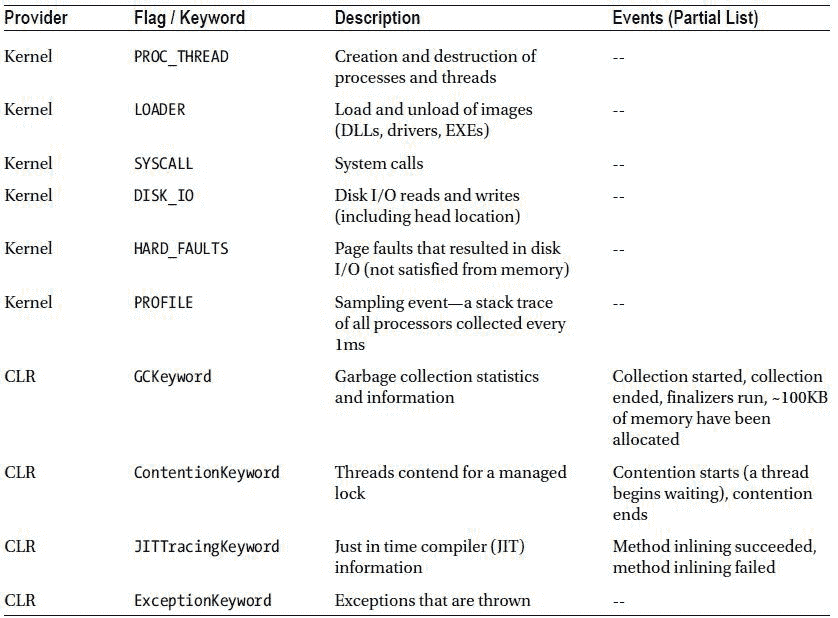 Provider Flag / Keyword Description Events (Partial List)
Kernel PROC_THREAD Creation and destruction of --
processes and threads
Kernel LOADER Load and unload of images --
(DLLs, drivers, EXEs)
Kernel SYSCALL System calls --
Kernel DISK_IO Disk I/O reads and writes --
(including head location)
Kernel HARD_FAULTS Page faults that resulted in disk --
I/O (not satisfied from memory)
Kernel PROFILE Sampling event—a stack trace --
of all processors collected every
1ms
CLR GCKeyword Garbage collection statistics Collection started, collection
and information ended, finalizers run, ~100KB
of memory have been
allocated
CLR ContentionKeyword Threads contend for a managed Contention starts (a thread
lock begins waiting), contention
ends
CLR JITTracingKeyword Just in time compiler (JIT) Method inlining succeeded,
information method inlining failed
CLR ExceptionKeyword Exceptions that are thrown --